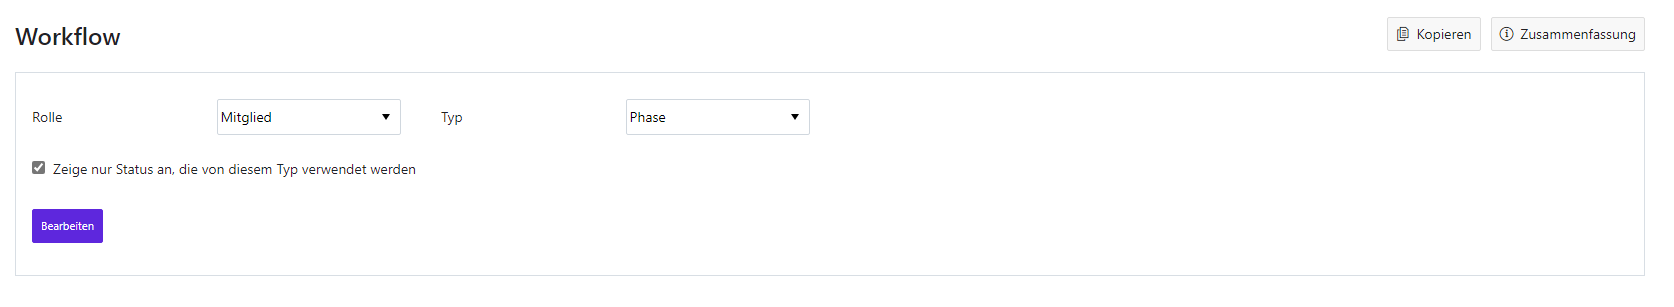 Workflow
Kopieren
Zusammenfassung
Rolle
Mitglied
Typ
Phase
Zeige nur Status an, die von diesem Typ verwendet werden
Bearbeiten